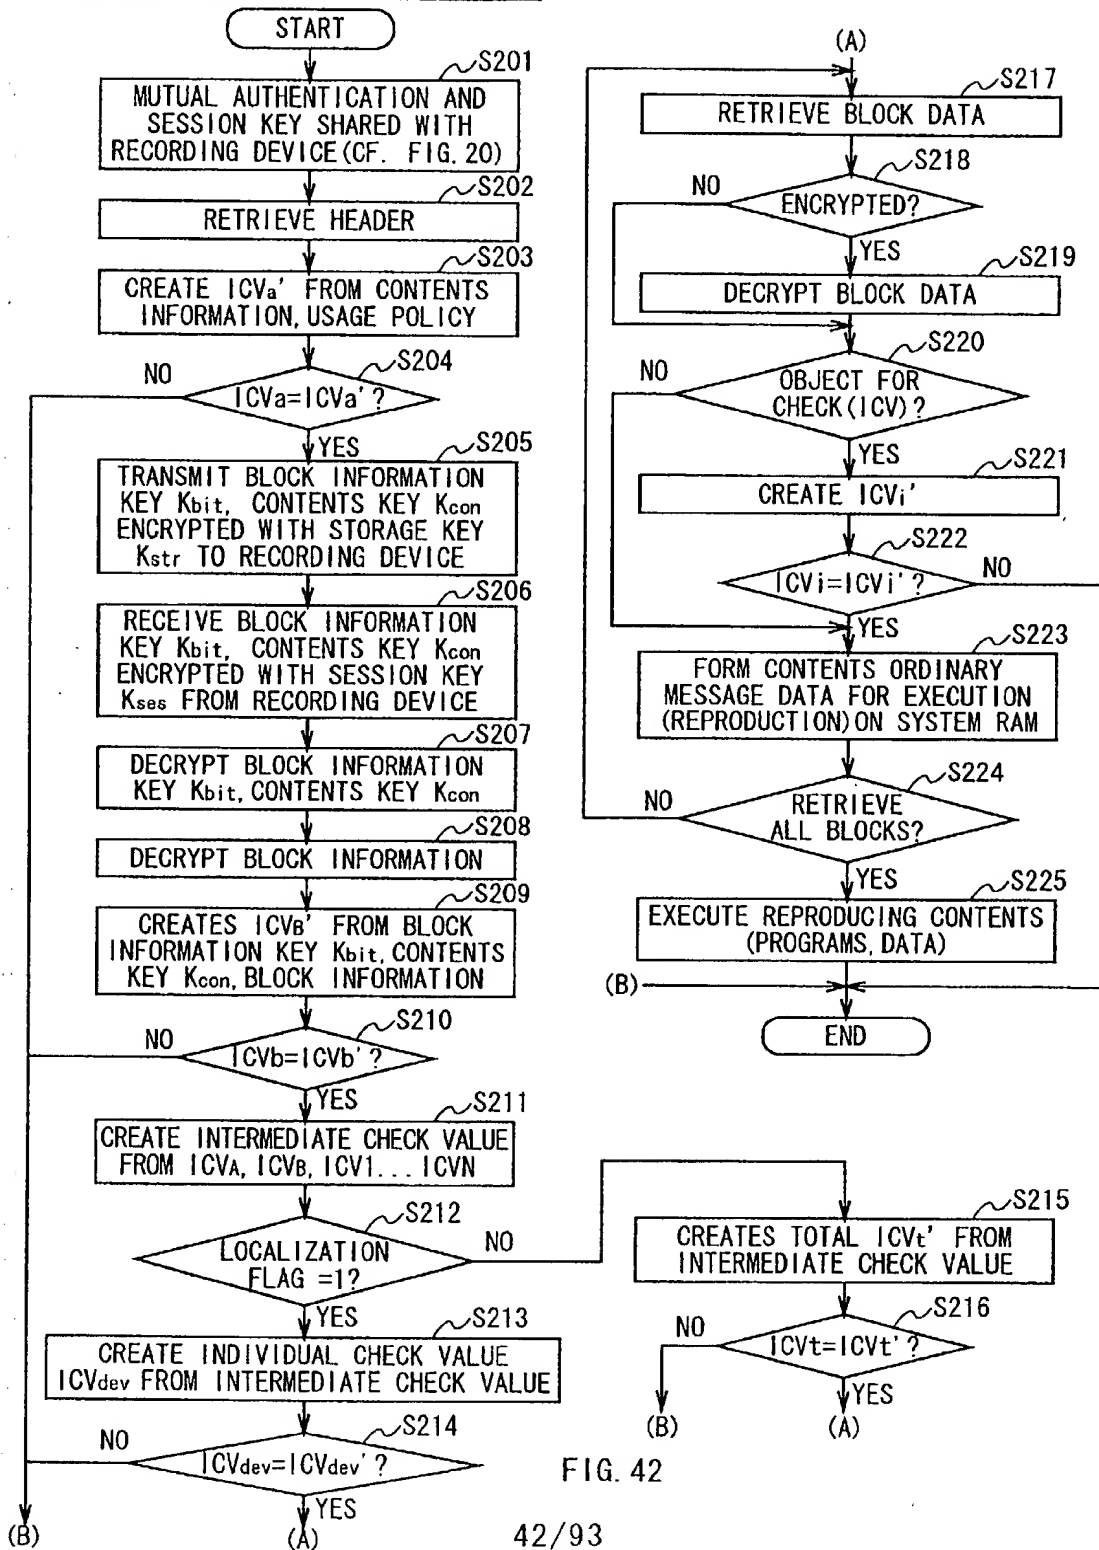 START
S201
MUTUAL AUTHENTICATION AND
SESSION KEY SHARED WITH
RECORDING DEVICE(CF. FIG.20)
S202
RETRIEVE HEADER
S203
CREATE ICVa' FROM CONTENTS
INFORMATION, USAGE POLICY
S204
NO
ICVa=ICVa'?
YES
S205
TRANSMIT BLOCK INFORMATION
KEY Kbit, CONTENTS KEY Kcon
ENCRYPTED WITH STORAGE KEY
Kstr TO RECORDING DEVICE
S206
RECEIVE BLOCK INFORMATION
KEY Kbit, CONTENTS KEY Kcon
ENCRYPTED WITH SESSION KEY
Kses FROM RECORDING DEVICE
S207
DECRYPT BLOCK INFORMATION
KEY Kbit, CONTENTS KEY Kcon
S208
DECRYPT BLOCK INFORMATION
S209
CREATES ICVB' FROM BLOCK
INFORMATION KEY Kbit, CONTENTS
KEY Kcon, BLOCK INFORMATION
S210
NO
ICVb=ICVb'?
YES
S211
CREATE INTERMEDIATE CHECK VALUE
FROM ICVA, ICVB, ICV1... ICVN
S212
LOCALIZATION
FLAG =1?
NO
YES
S213
CREATE INDIVIDUAL CHECK VALUE
ICVdev FROM INTERMEDIATE CHECK VALUE
S214
NO
ICVdev=ICVdev'?
YES
(B)
(A)
S215
CREATES TOTAL ICVt' FROM
INTERMEDIATE CHECK VALUE
S216
NO
ICVt=ICVt'?
YES
(B)
(A)
(A)
S217
RETRIEVE BLOCK DATA
S218
NO
ENCRYPTED?
YES
S219
DECRYPT BLOCK DATA
S220
NO
OBJECT FOR
CHECK(ICV)?
YES
S221
CREATE ICVi'
S222
ICVi=ICVi'?
NO
YES
S223
FORM CONTENTS ORDINARY
MESSAGE DATA FOR EXECUTION
(REPRODUCTION)ON SYSTEM RAM
S224
NO
RETRIEVE
ALL BLOCKS?
YES
S225
EXECUTE REPRODUCING CONTENTS
(PROGRAMS, DATA)
(B)
END
FIG. 42
42/93